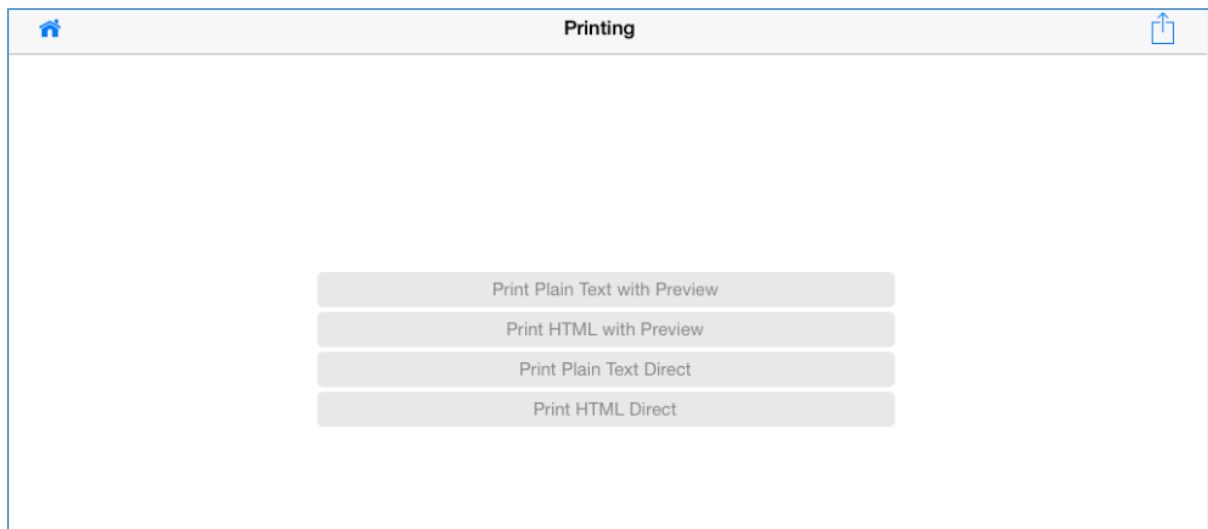 Printing
Print Plain Text with Preview
Print HTML with Preview
Print Plain Text Direct
Print HTML Direct